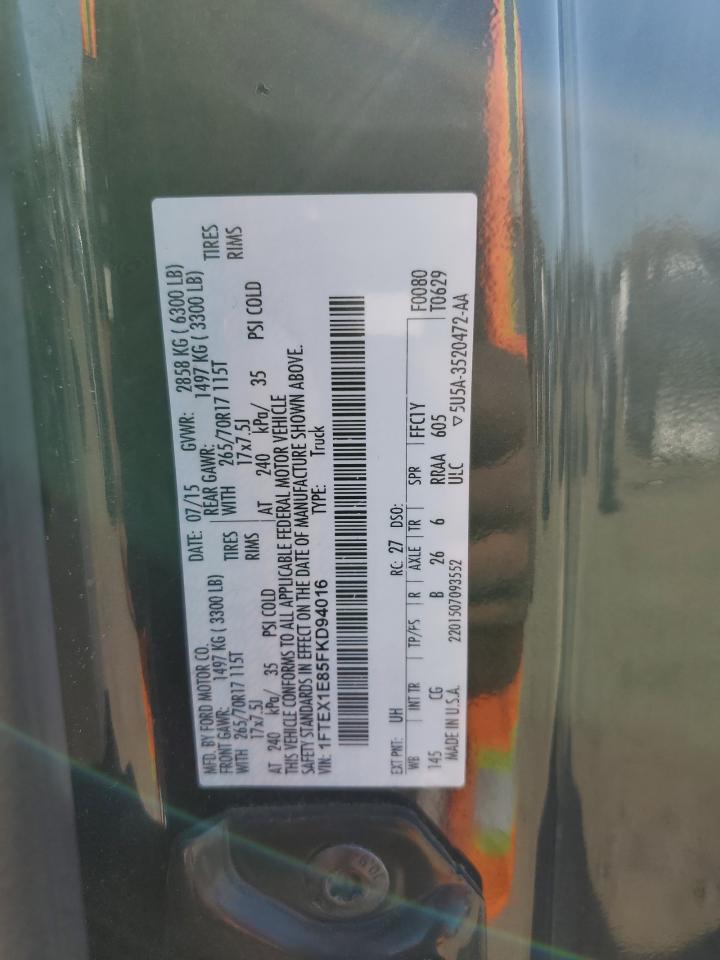 MFD. BY FORD MOTOR CO. DATE: 07/15 GVWR: 2858 KG ( 6300 LB)
FRONT GAWR: 1497 KG ( 3300 LB) REAR GAWR: 1497 KG ( 3300 LB)
WITH 265/70R17 115T TIRES WITH 265/70R17 115T TIRES
17x7.5J RIMS 17x7.5J RIMS
AT 240 kPa/ 35 PSI COLD AT 240 kPa/ 35 PSI COLD
THIS VEHICLE CONFORMS TO ALL APPLICABLE FEDERAL MOTOR VEHICLE
SAFETY STANDARDS IN EFFECT ON THE DATE OF MANUFACTURE SHOWN ABOVE.
VIN: 1FTEX1E85FKD94016 TYPE: Truck
EXT PNT: UH RC: 27 DSO: F0080
WB INT TR TP/PS R AXLE TR SPR FFC1Y T0629
145 CG B 26 6 RRAA 605
MADE IN U.S.A. 2201507093552 ULC ▽5U5A-3520472-AA